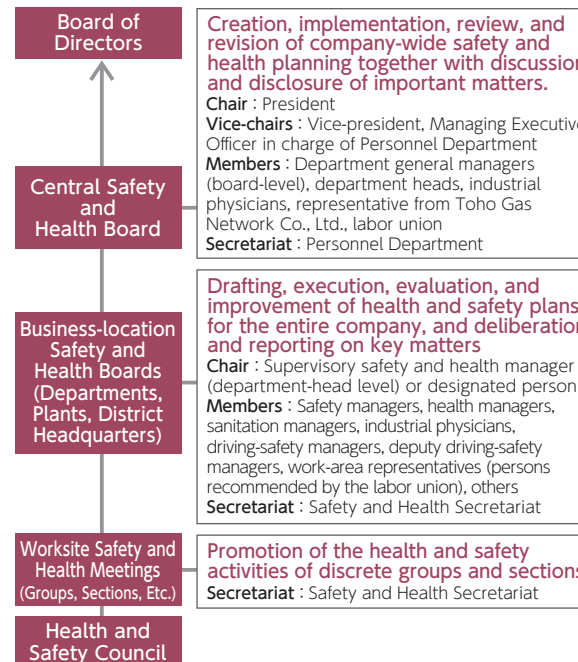 Board of
Directors
Creation, implementation, review, and
revision of company-wide safety and
health planning together with discussion
and disclosure of important matters.
Chair : President
Vice-chairs : Vice-president, Managing Executive
Officer in charge of Personnel Department
Members : Department general managers
(board-level), department heads, industrial
physicians, representative from Toho Gas
Network Co., Ltd., labor union
Secretariat : Personnel Department
Central Safety
and
Health Board
Drafting, execution, evaluation, and
improvement of health and safety plans
for the entire company, and deliberation
and reporting on key matters
Chair : Supervisory safety and health manager
(department-head level) or designated person
Members : Safety managers, health managers,
sanitation managers, industrial physicians,
driving-safety managers, deputy driving-safety
managers, work-area representatives (persons
recommended by the labor union), others
Secretariat : Safety and Health Secretariat
Business-location
Safety and
Health Boards
(Departments,
Plants, District
Headquarters)
Worksite Safety and
Health Meetings
(Groups, Sections, Etc.)
Promotion of the health and safety
activities of discrete groups and sections
Secretariat : Safety and Health Secretariat
Health and
Safety Council